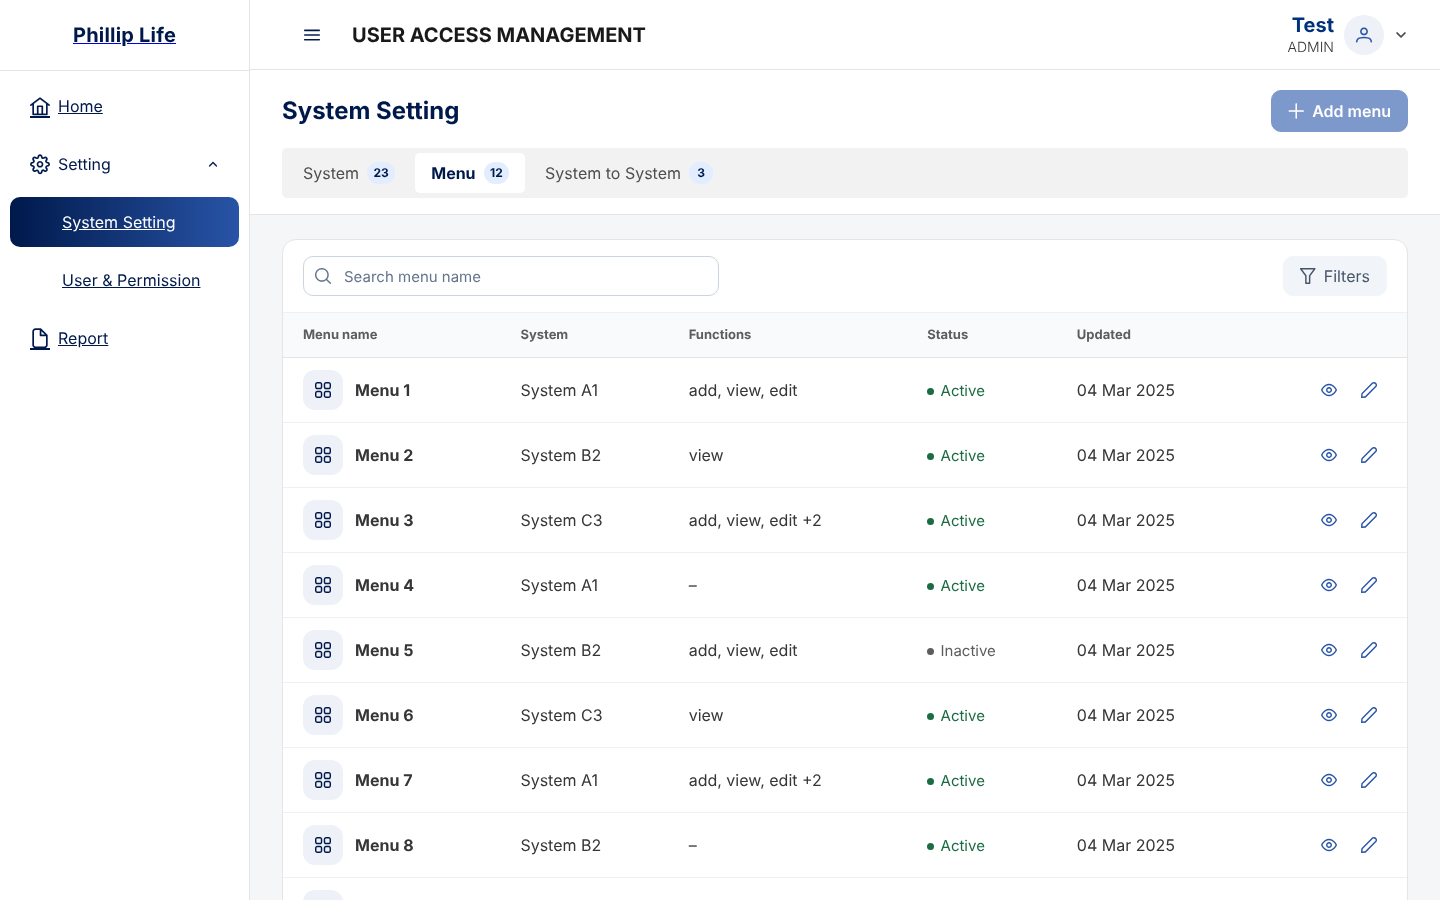 Phillip Life
USER ACCESS MANAGEMENT
Test
ADMIN
Home
Setting
System Setting
User & Permission
Report
System Setting
Add menu
System 23 Menu 12 System to System 3
Search menu name
Filters
Menu name System Functions Status Updated
Menu 1 System A1 add, view, edit Active 04 Mar 2025
Menu 2 System B2 view Active 04 Mar 2025
Menu 3 System C3 add, view, edit +2 Active 04 Mar 2025
Menu 4 System A1 – Active 04 Mar 2025
Menu 5 System B2 add, view, edit Inactive 04 Mar 2025
Menu 6 System C3 view Active 04 Mar 2025
Menu 7 System A1 add, view, edit +2 Active 04 Mar 2025
Menu 8 System B2 – Active 04 Mar 2025